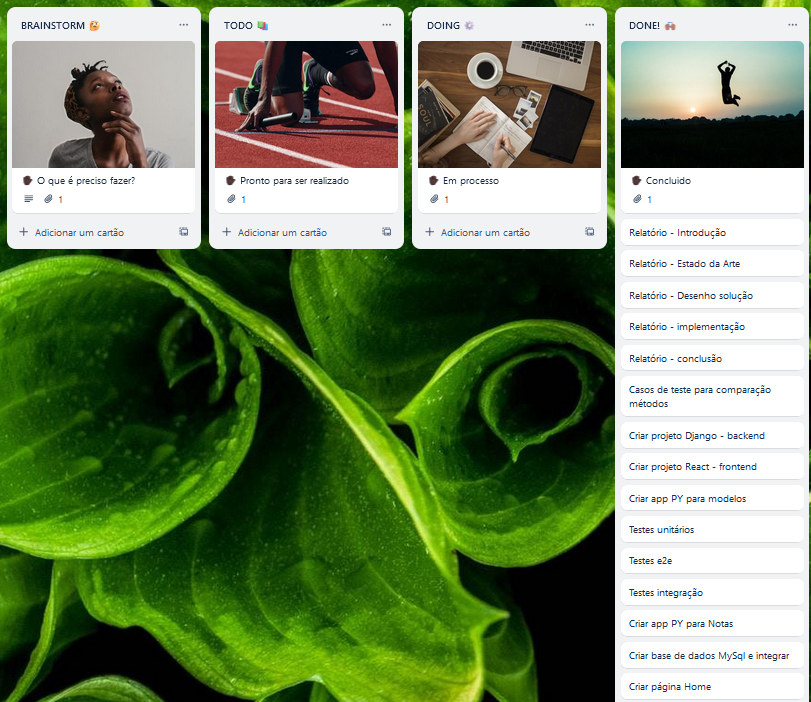 BRAINSTORM 🤔
O que é preciso fazer?
1
Adicionar um cartão
TODO 📚
Pronto para ser realizado
1
Adicionar um cartão
DOING ⚙️
Em processo
1
Adicionar um cartão
DONE! 🙌🏽
Concluido
1
Relatório - Introdução
Relatório - Estado da Arte
Relatório - Desenho solução
Relatório - implementação
Relatório - conclusão
Casos de teste para comparação
métodos
Criar projeto Django - backend
Criar projeto React - frontend
Criar app PY para modelos
Testes unitários
Testes e2e
Testes integração
Criar app PY para Notas
Criar base de dados MySql e integrar
Criar página Home